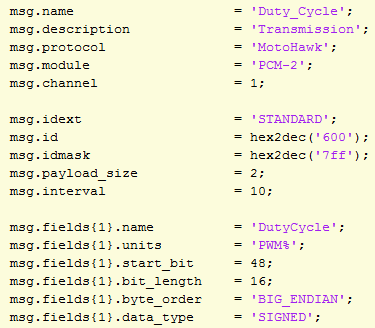 msg.name = 'Duty_Cycle';
msg.description = 'Transmission';
msg.protocol = 'MotoHawk';
msg.module = 'PCM-2';
msg.channel = 1;
msg.idext = 'STANDARD';
msg.id = hex2dec('600');
msg.idmask = hex2dec('7ff');
msg.payload_size = 2;
msg.interval = 10;
msg.fields{1}.name = 'DutyCycle';
msg.fields{1}.units = 'PWM%';
msg.fields{1}.start_bit = 48;
msg.fields{1}.bit_length = 16;
msg.fields{1}.byte_order = 'BIG_ENDIAN';
msg.fields{1}.data_type = 'SIGNED';